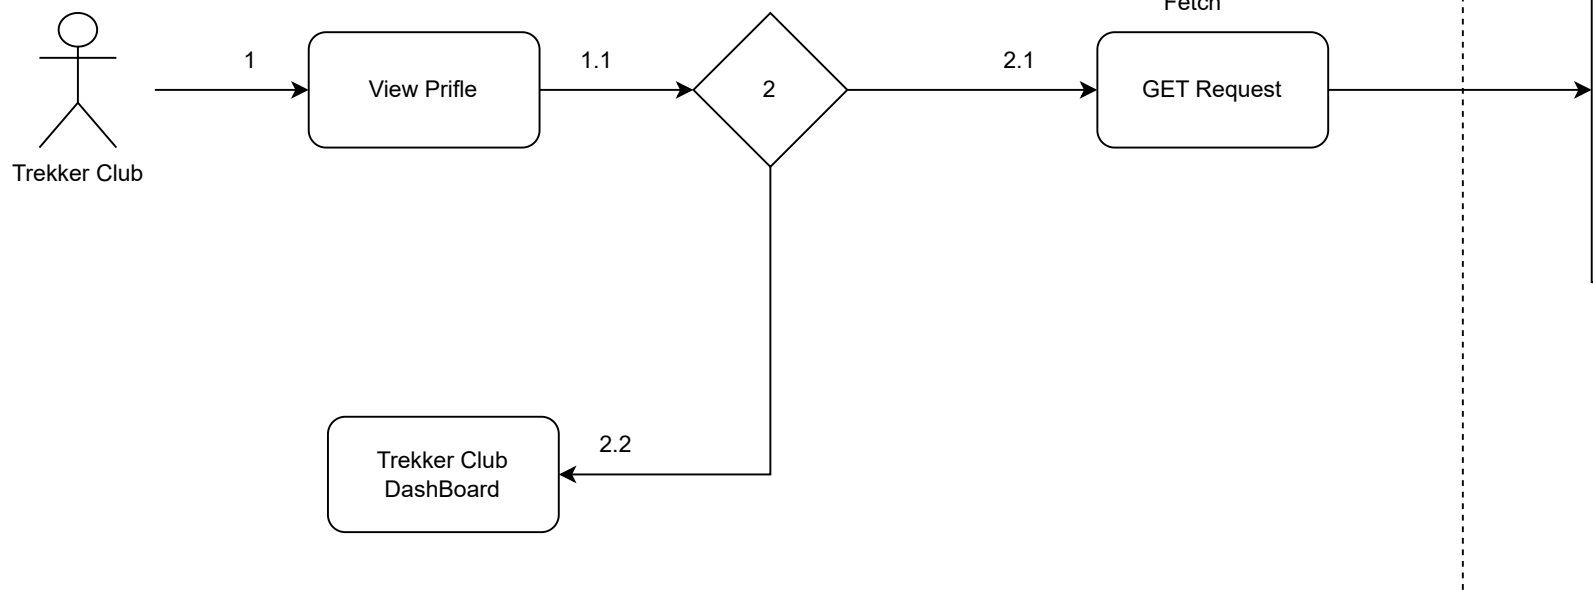 Fetch
1
View Prifle
1.1
2
2.1
GET Request
Trekker Club
2.2
Trekker Club
DashBoard